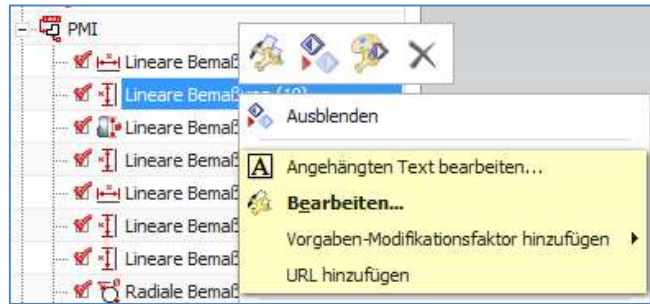 PMI
Lineare Bemaß
Lineare Bemaßung (10)
Lineare Bemaß
Lineare Bemaß
Lineare Bemaß
Lineare Bemaß
Lineare Bemaß
Radiale Bemaß
Ausblenden
A Angehängten Text bearbeiten...
Bearbeiten...
Vorgaben-Modifikationsfaktor hinzufügen
URL hinzufügen